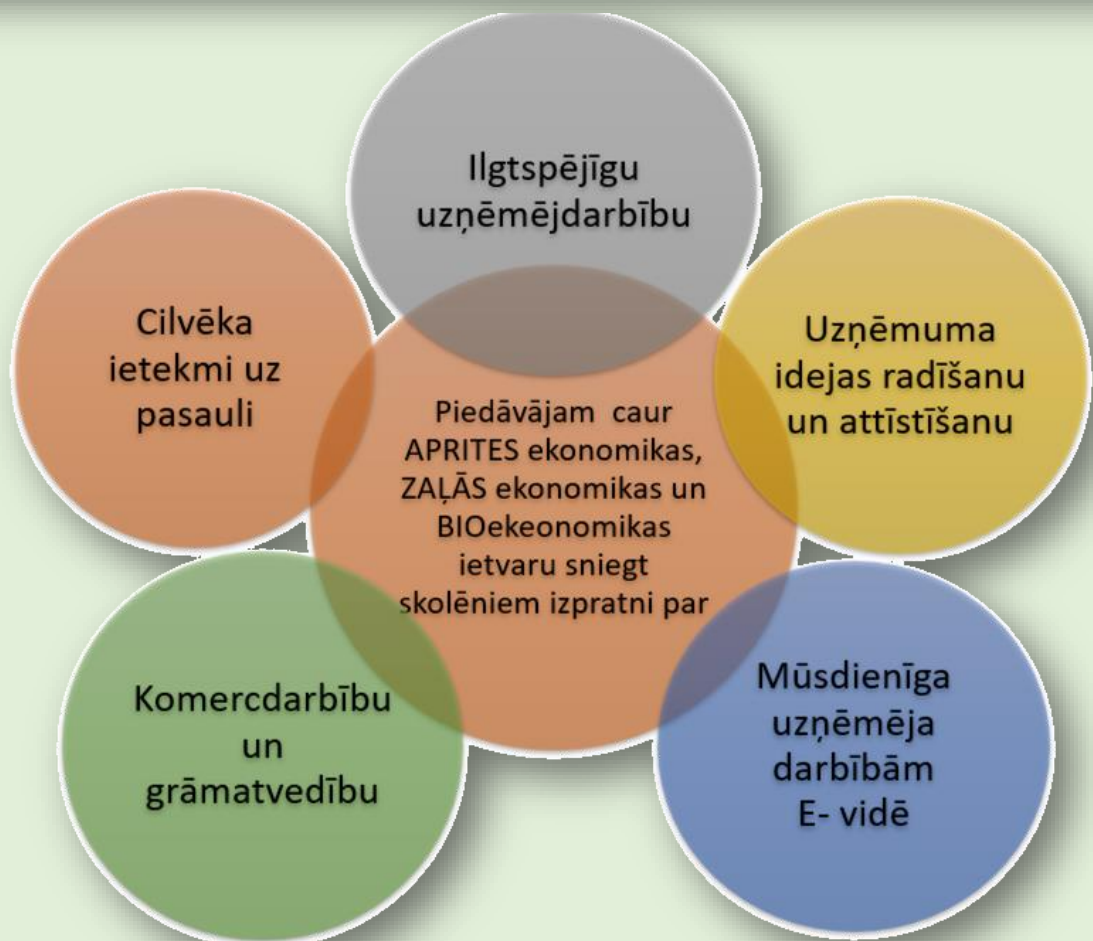 Ilgtspējīgu
uzņēmējdarbību
Cilvēka
ietekmi uz
pasauli
Uzņēmuma
idejas radīšanu
un attīstīšanu
Piedāvājam caur
APRITES ekonomikas,
ZAĻĀS ekonomikas un
BIOekeonomikas
ietvaru sniegt
skolēniem izpratni par
Komercdarbību
un
grāmatvedību
Mūsdienīga
uzņēmēja
darbībām
E- vidē